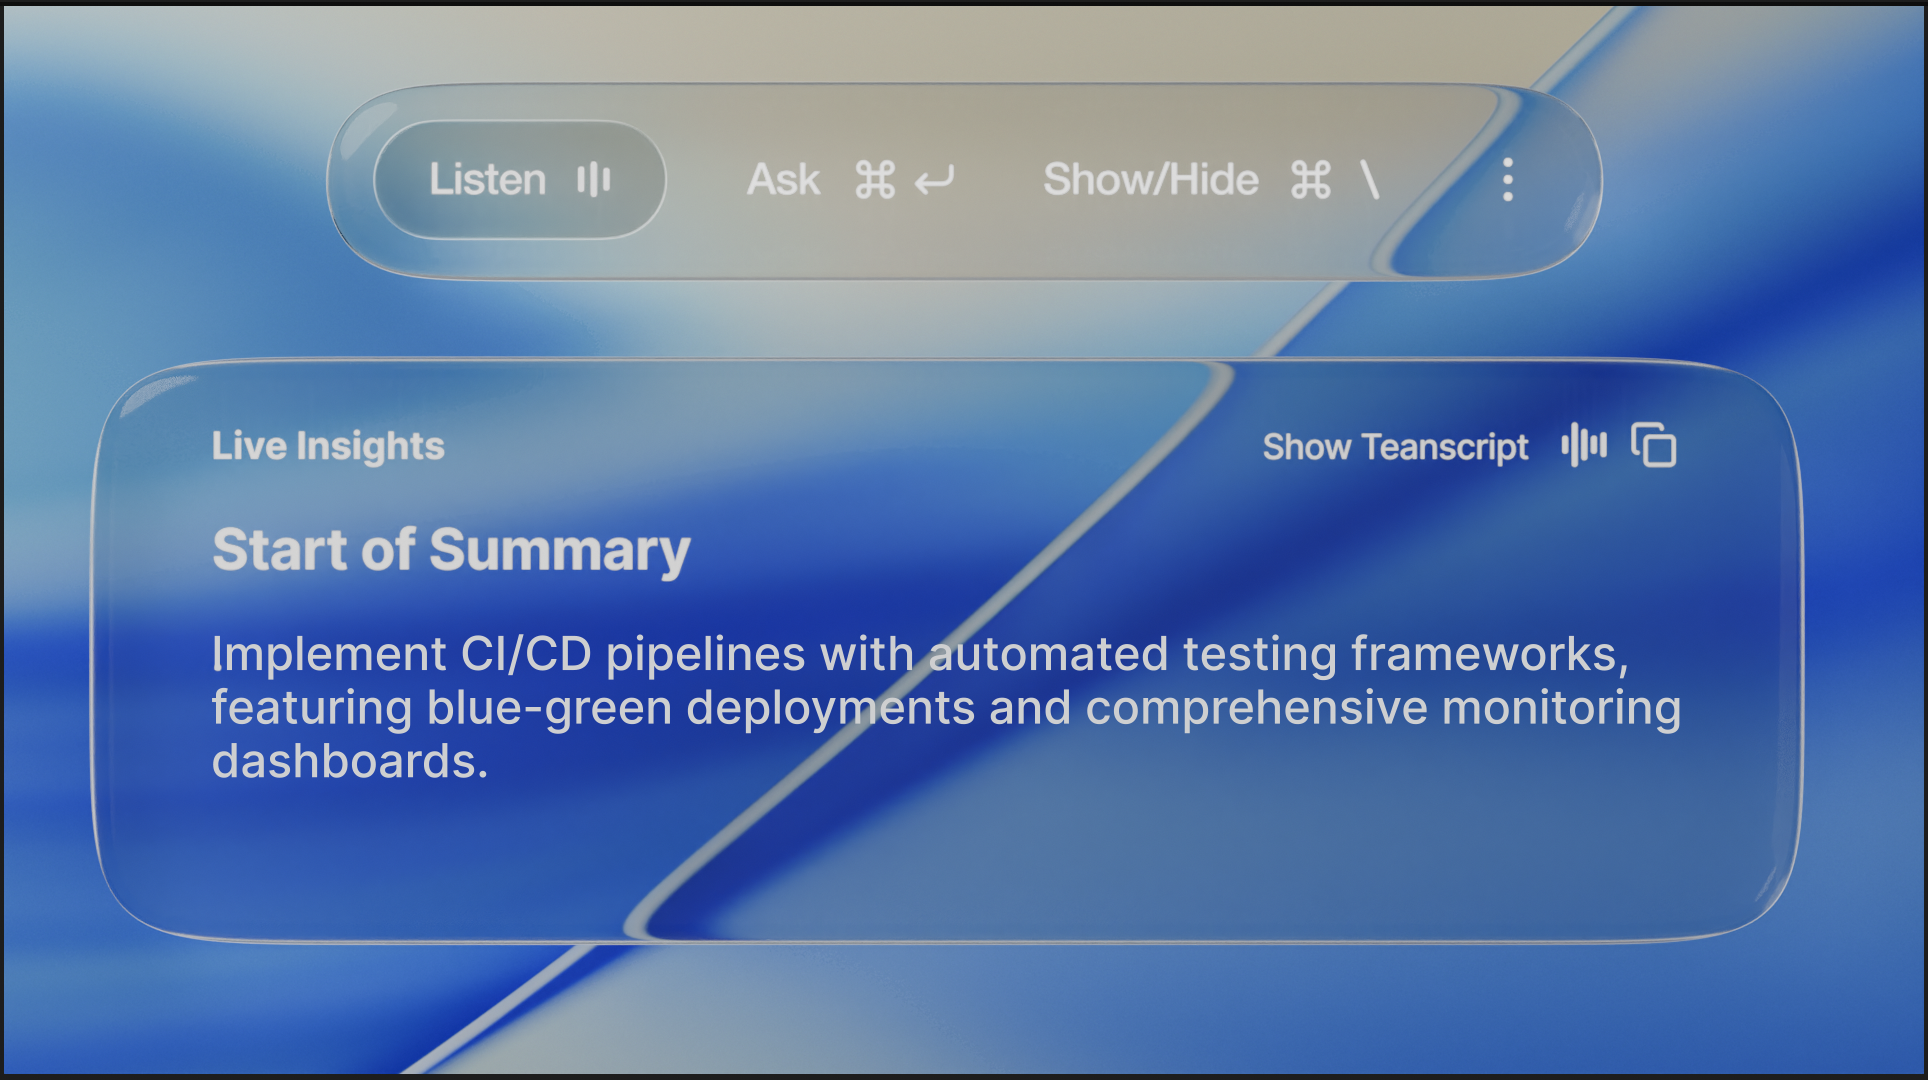 Listen
Ask ⌘ ↵
Show/Hide ⌘ \
Live Insights
Show Teanscript
Start of Summary
Implement CI/CD pipelines with automated testing frameworks,
featuring blue-green deployments and comprehensive monitoring
dashboards.